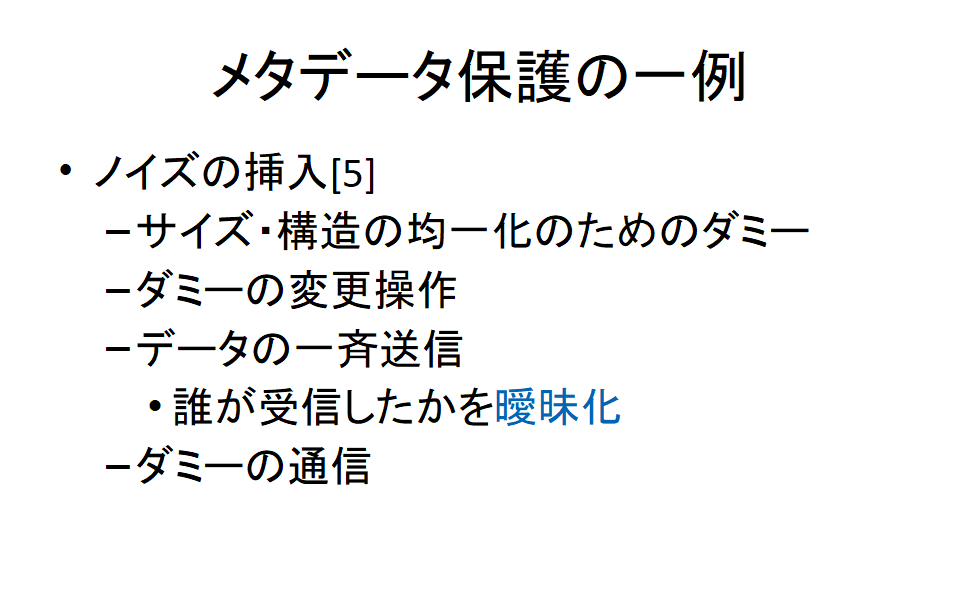 メタデータ保護の一例
• ノイズの挿入[5]
–サイズ・構造の均一化のためのダミー
–ダミーの変更操作
–データの一斉送信
• 誰が受信したかを曖昧化
–ダミーの通信